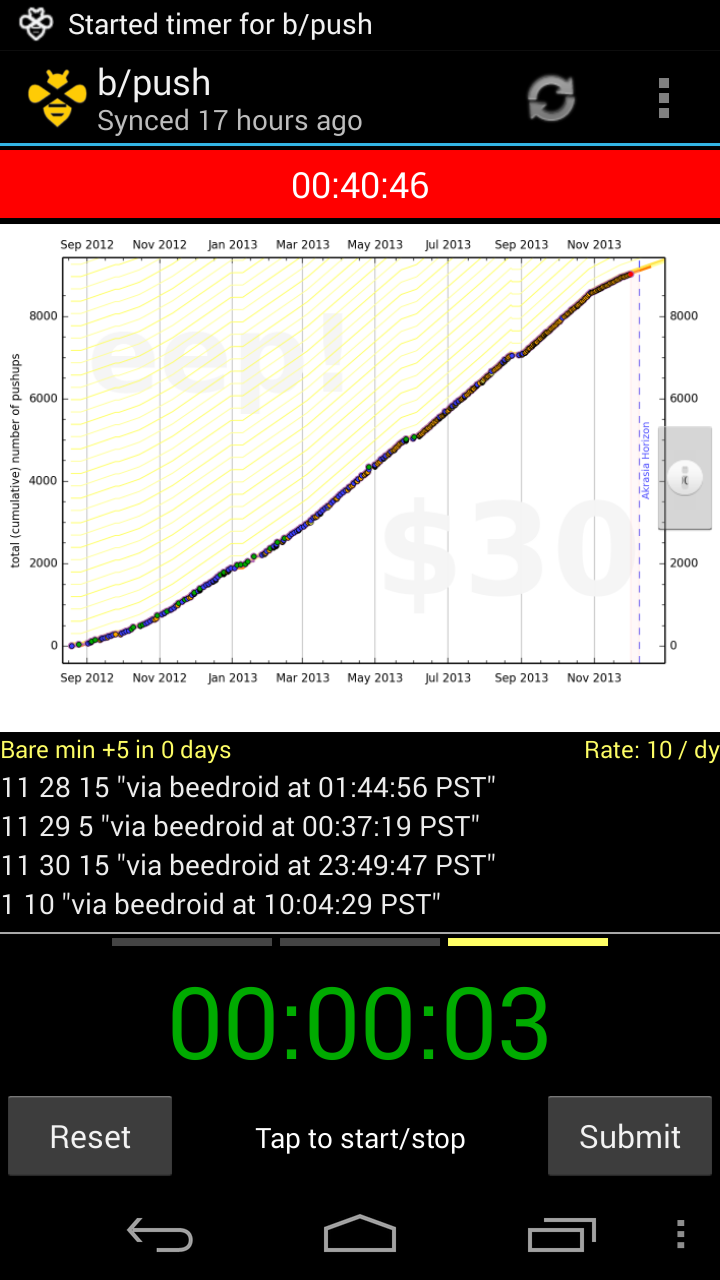 Started timer for b/push
b/push
Synced 17 hours ago
00:40:46
Sep 2012 Nov 2012 Jan 2013 Mar 2013 May 2013 Jul 2013 Sep 2013 Nov 2013
eep!
$30
total (cumulative) number of pushups
8000 8000
6000 6000
4000
2000 2000
0 0
Akrasia Horizon
Sep 2012 Nov 2012 Jan 2013 Mar 2013 May 2013 Jul 2013 Sep 2013 Nov 2013
Bare min +5 in 0 days Rate: 10 / dy
11 28 15 "via beedroid at 01:44:56 PST"
11 29 5 "via beedroid at 00:37:19 PST"
11 30 15 "via beedroid at 23:49:47 PST"
1 10 "via beedroid at 10:04:29 PST"
00:00:03
Reset Tap to start/stop Submit